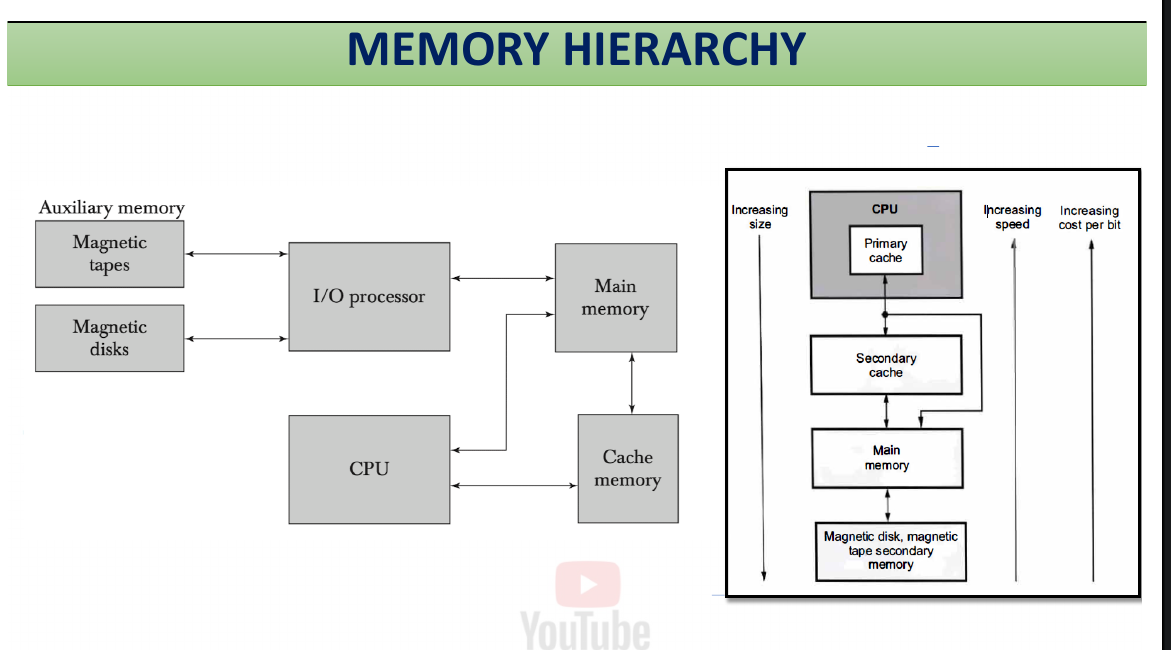 MEMORY HIERARCHY
Auxiliary memory
Magnetic
tapes
Magnetic
disks
I/O processor
Main
memory
CPU
Cache
memory
Increasing
size
CPU
Primary
cache
Increasing
speed
Increasing
cost per bit
Secondary
cache
Main
memory
Magnetic disk, magnetic
tape secondary
memory
YouTube